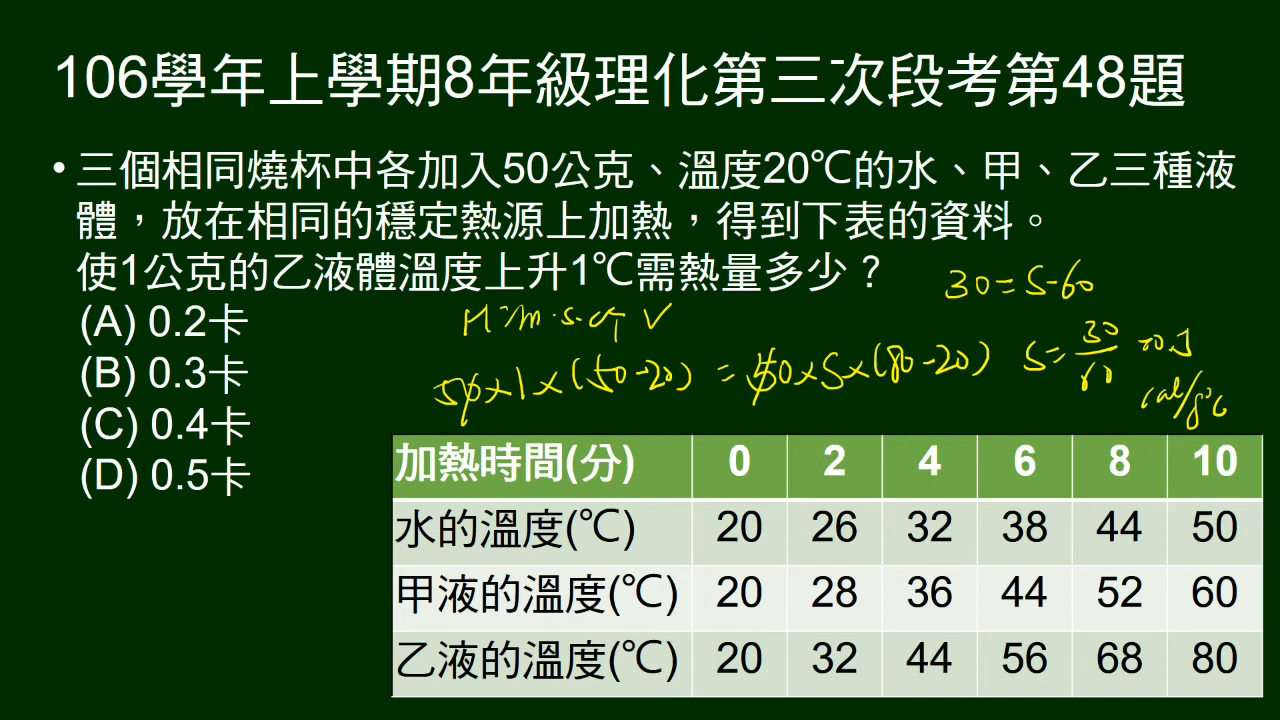 106學年上學期8年級理化第三次段考第48題
• 三個相同燒杯中各加入50公克、溫度20℃的水、甲、乙三種液
體，放在相同的穩定熱源上加熱，得到下表的資料。
使1公克的乙液體溫度上升1℃需熱量多少？
30=S·60
(A) 0.2卡
H=m·s·△T
(B) 0.3卡
50×1×(50-20)=50×S×(80-20) S=30/60 =0.5
cal/g℃
(C) 0.4卡
(D) 0.5卡
加熱時間(分) 0 2 4 6 8 10
水的溫度(℃) 20 26 32 38 44 50
甲液的溫度(℃) 20 28 36 44 52 60
乙液的溫度(℃) 20 32 44 56 68 80